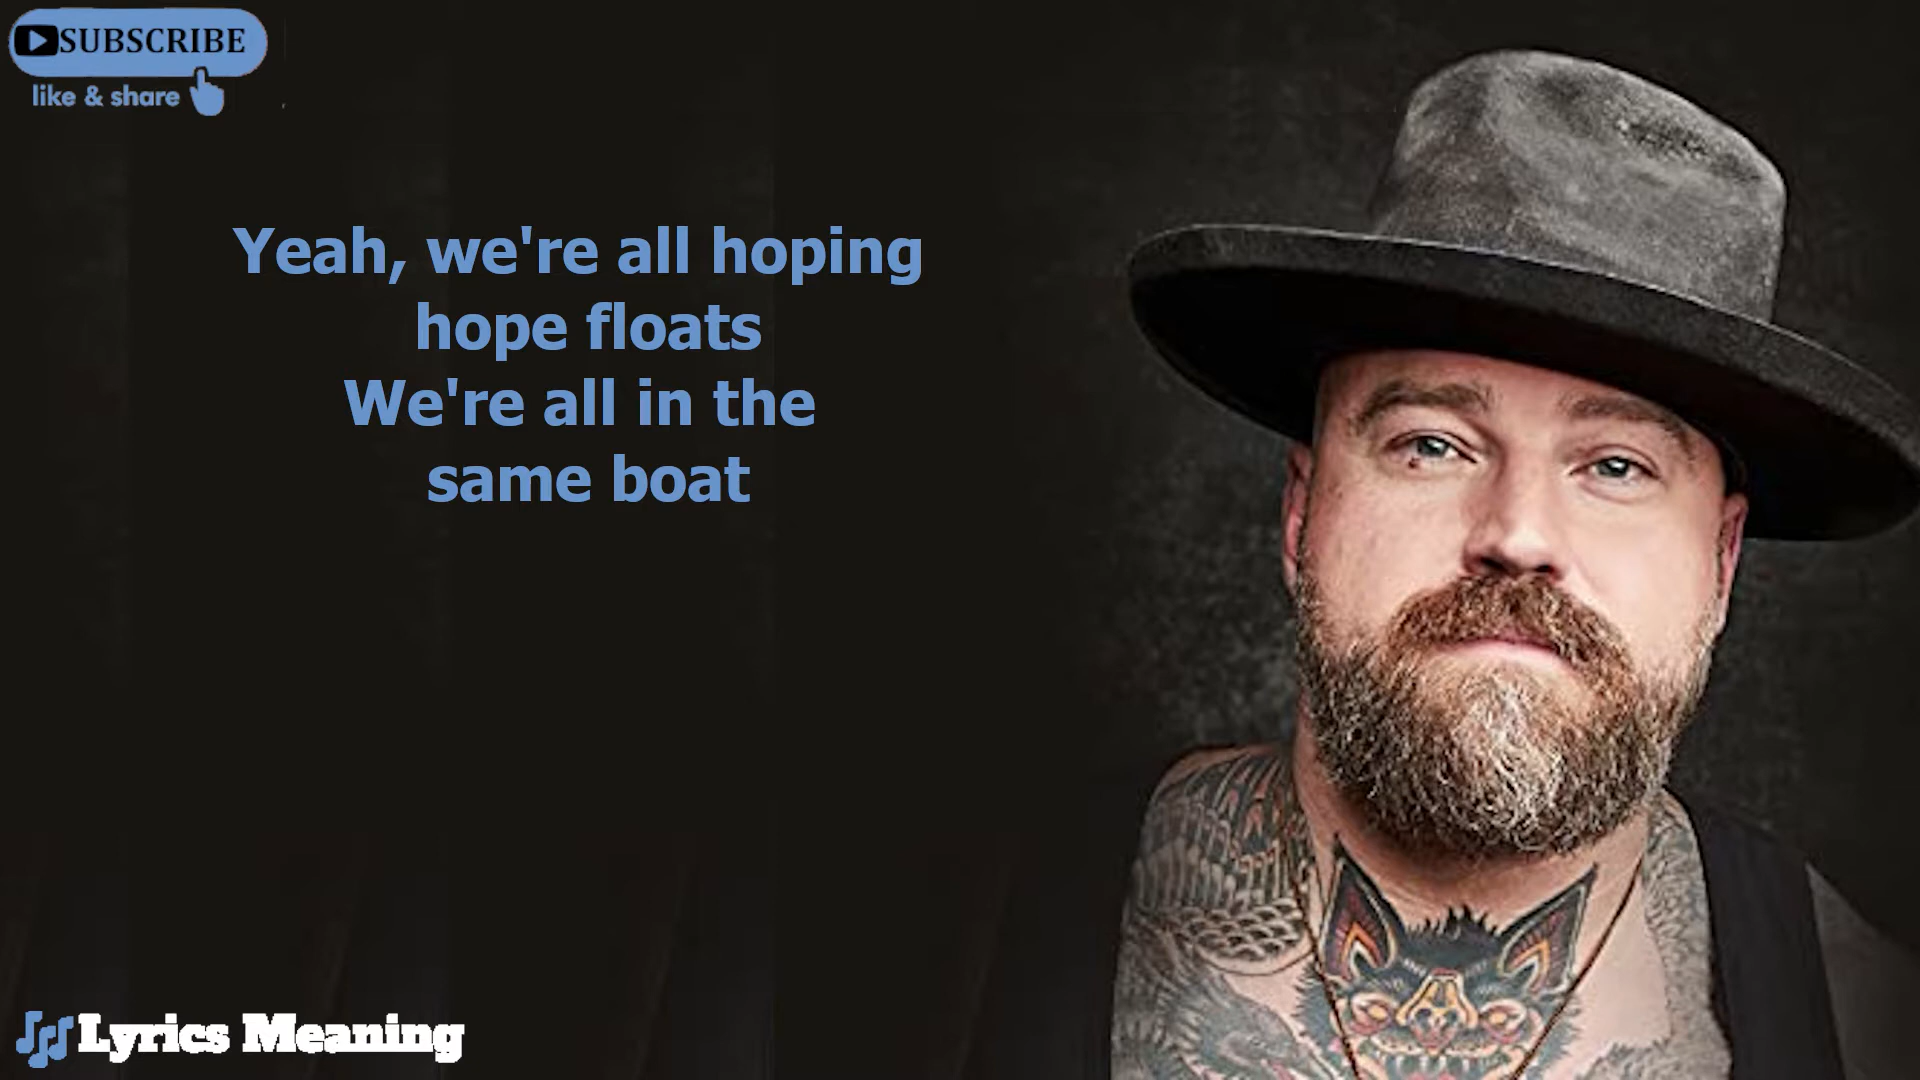 SUBSCRIBE
like & share
Yeah, we're all hoping
hope floats
We're all in the
same boat
Lyrics Meaning